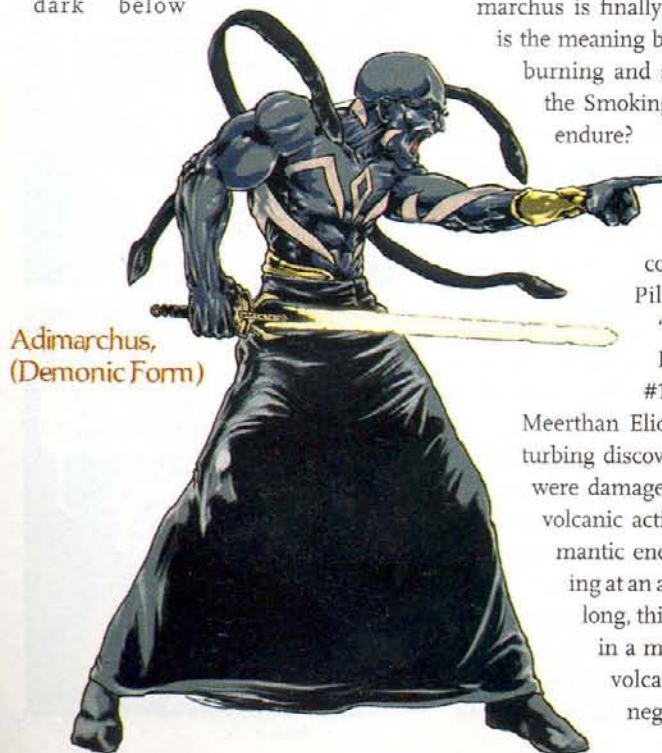 dark below
marchus is finally
is the meaning b
burning and
the Smoking
endure?
co
Pil
#1
Meerthan Elio
turbing discov
were damage
volcanic acti
mantic ene
ing at an a
long, thi
in a m
volca
neg
Adimarchus,
(Demonic Form)